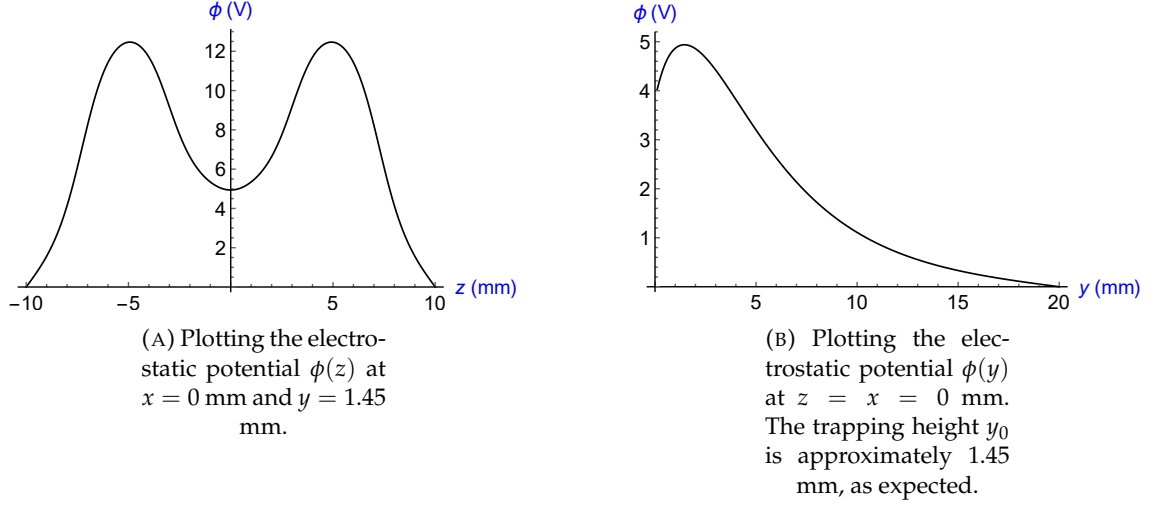 ϕ (V)
12
10
8
6
4
2
−10
−5
5
10
z (mm)
(A) Plotting the electro-
static potential ϕ(z) at
x = 0 mm and y = 1.45
mm.
ϕ (V)
5
4
3
2
1
5
10
15
20
y (mm)
(B) Plotting the elec-
trostatic potential ϕ(y)
at z = x = 0 mm.
The trapping height y₀
is approximately 1.45
mm, as expected.